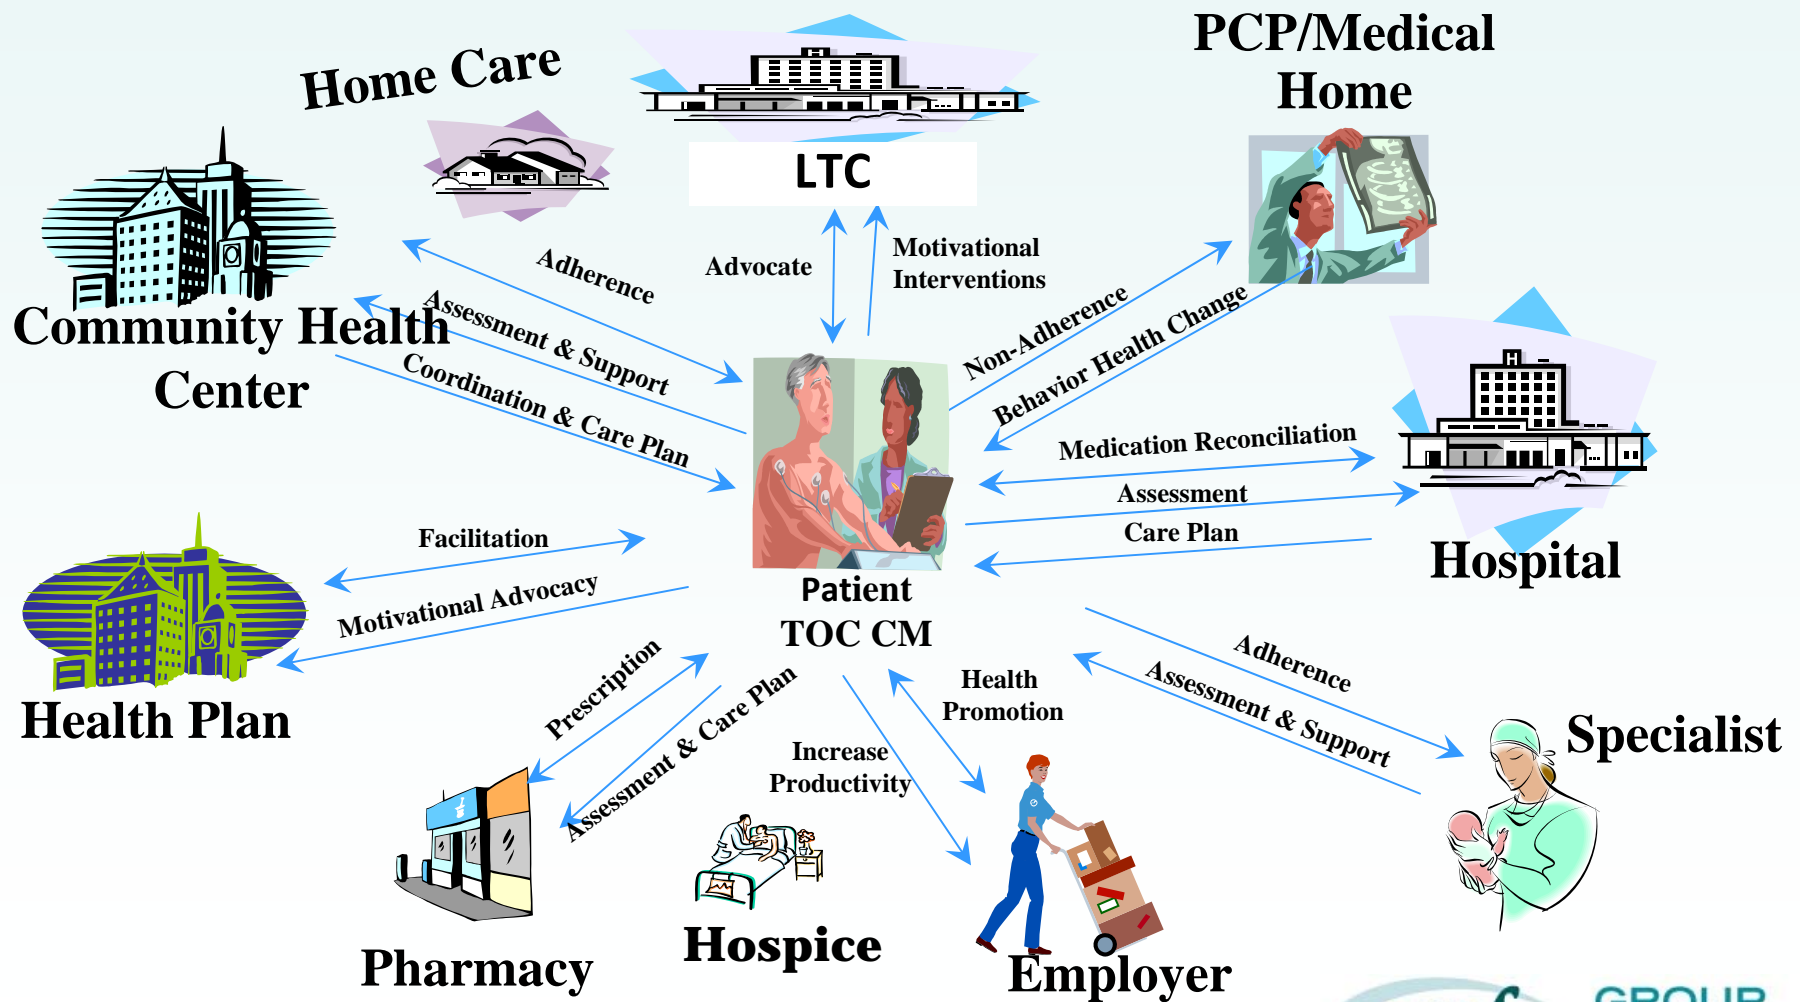 PCP/Medical
Home
Home Care
LTC
Community Health
Center
Advocate
Motivational
Interventions
Adherence
Assessment & Support
Coordination & Care Plan
Non-Adherence
Behavior Health Change
Medication Reconciliation
Assessment
Care Plan
Hospital
Patient
TOC CM
Facilitation
Motivational Advocacy
Health Plan
Prescription
Assessment & Care Plan
Health
Promotion
Increase
Productivity
Adherence
Assessment & Support
Specialist
Pharmacy
Hospice
Employer
GROUP